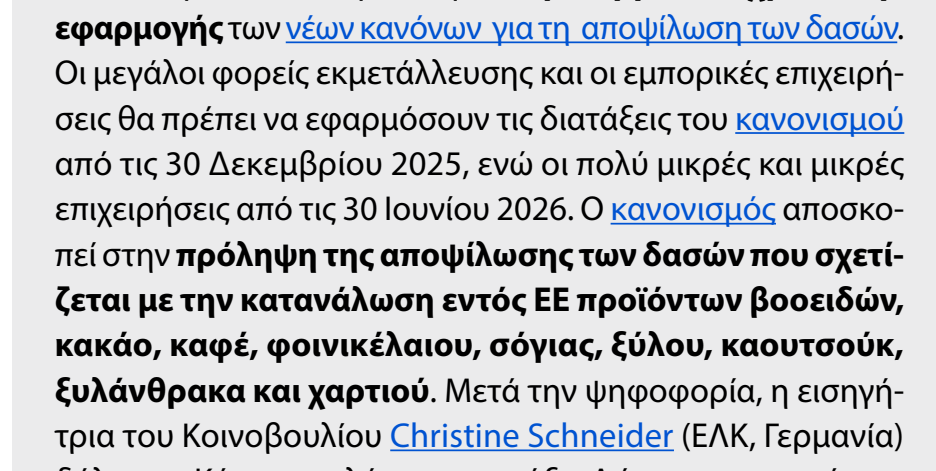 εφαρμογής των νέων κανόνων για τη αποψίλωση των δασών.
Οι μεγάλοι φορείς εκμετάλλευσης και οι εμπορικές επιχειρή-
σεις θα πρέπει να εφαρμόσουν τις διατάξεις του κανονισμού
από τις 30 Δεκεμβρίου 2025, ενώ οι πολύ μικρές και μικρές
επιχειρήσεις από τις 30 Ιουνίου 2026. Ο κανονισμός αποσκο-
πεί στην πρόληψη της αποψίλωσης των δασών που σχετί-
ζεται με την κατανάλωση εντός ΕΕ προϊόντων βοοειδών,
κακάο, καφέ, φοινικέλαιου, σόγιας, ξύλου, καουτσούκ,
ξυλάνθρακα και χαρτιού. Μετά την ψηφοφορία, η εισηγή-
τρια του Κοινοβουλίου Christine Schneider (ΕΛΚ, Γερμανία)